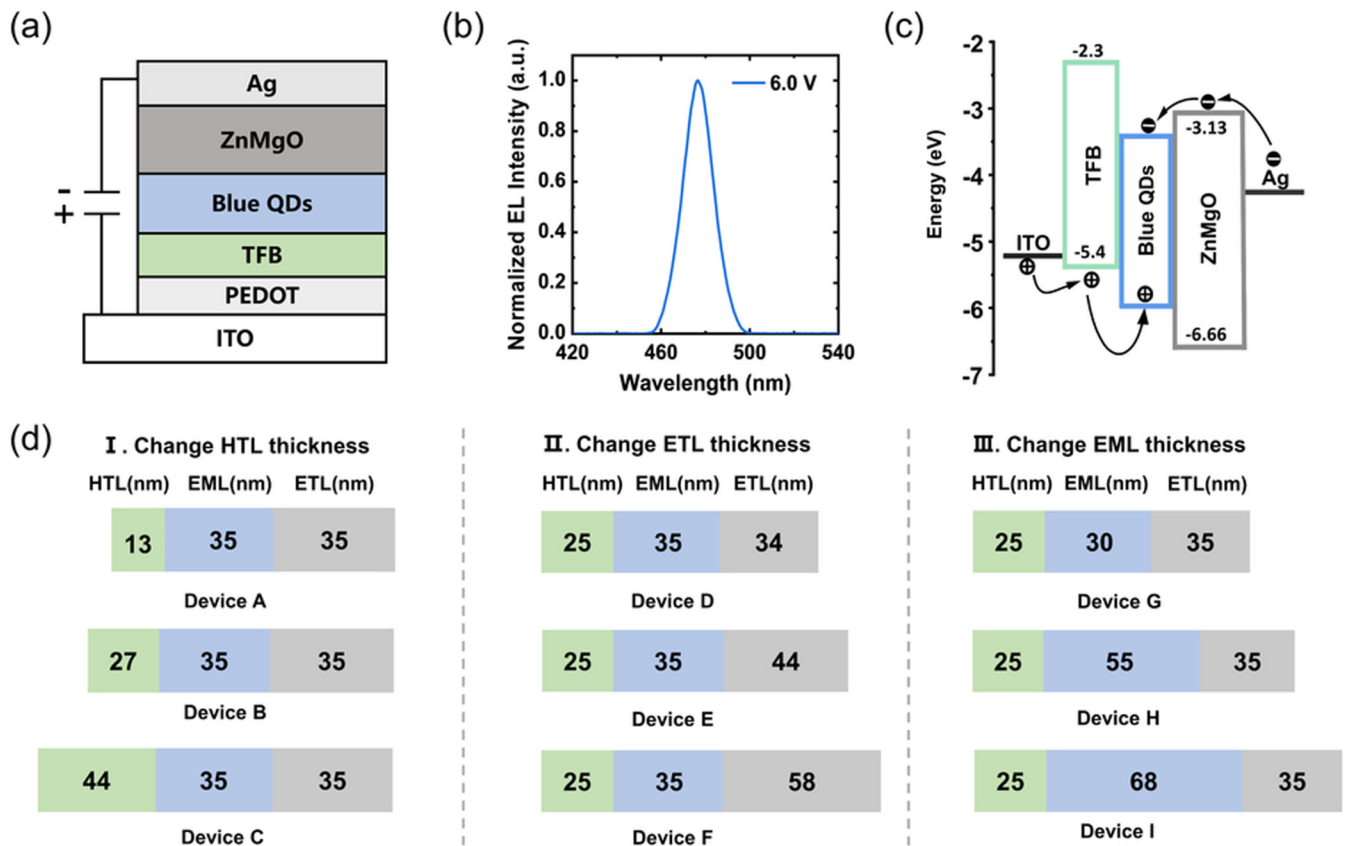 (a)
Ag
ZnMgO
Blue QDs
TFB
PEDOT
ITO
-
+
(b)
Normalized EL Intensity (a.u.)
1.0
0.8
0.6
0.4
0.2
0.0
420
460
500
540
Wavelength (nm)
6.0 V
(c)
Energy (eV)
-2
-3
-4
-5
-6
-7
-2.3
TFB
-5.4
ITO
Blue QDs
-3.13
ZnMgO
-6.66
Ag
(d)
Ⅰ. Change HTL thickness
HTL(nm) EML(nm) ETL(nm)
13 35 35
Device A
27 35 35
Device B
44 35 35
Device C
Ⅱ. Change ETL thickness
HTL(nm) EML(nm) ETL(nm)
25 35 34
Device D
25 35 44
Device E
25 35 58
Device F
Ⅲ. Change EML thickness
HTL(nm) EML(nm) ETL(nm)
25 30 35
Device G
25 55 35
Device H
25 68 35
Device I